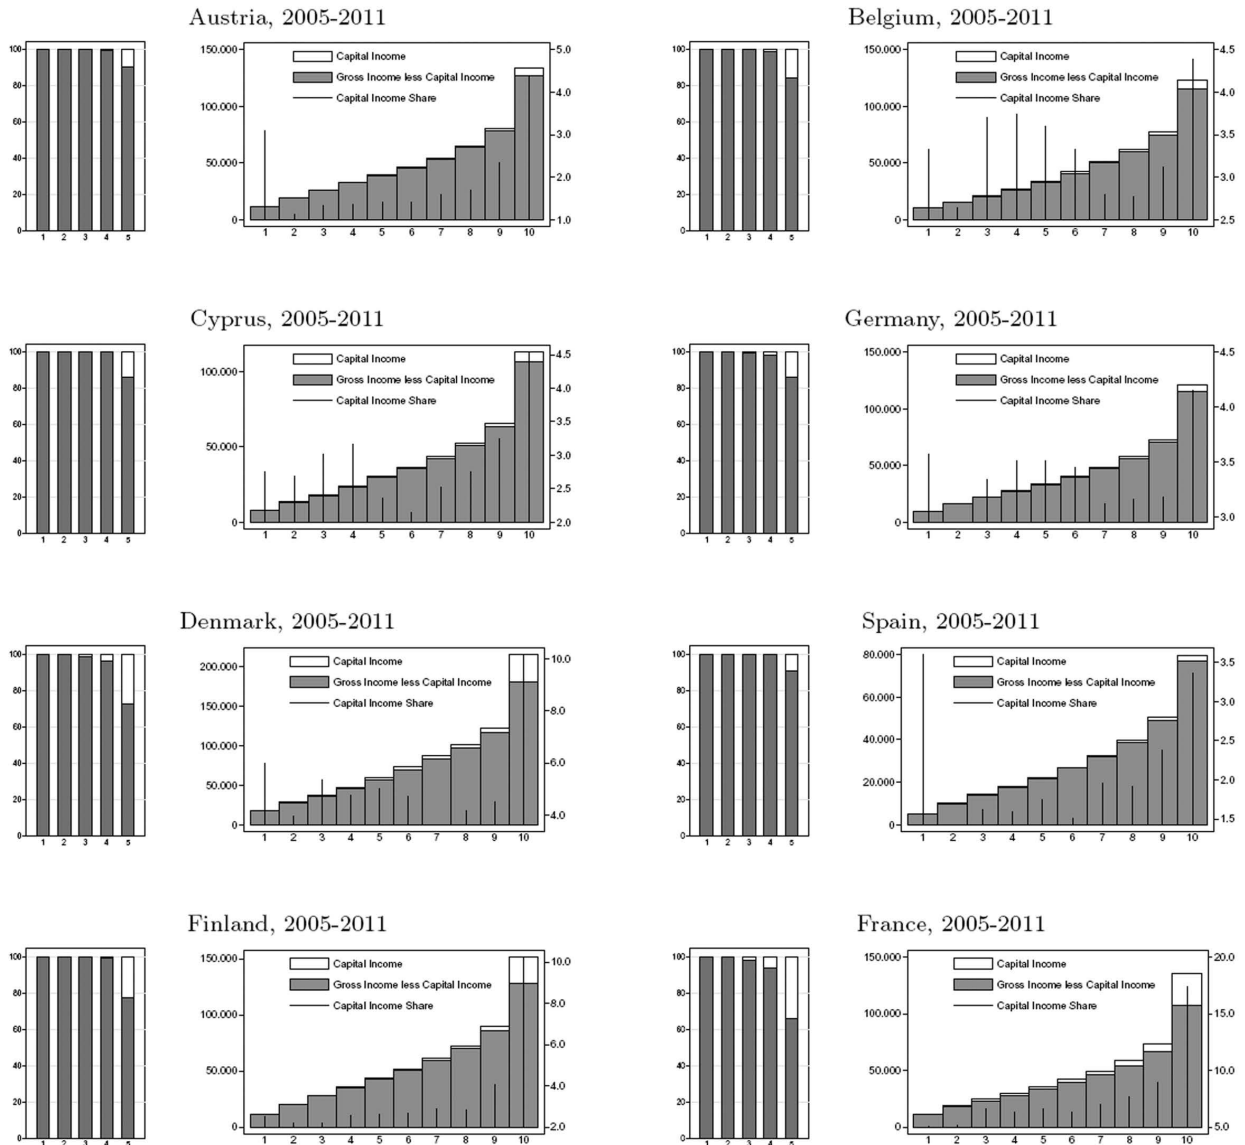 Austria, 2005-2011
100
80
60
40
20
0
1 2 3 4 5
150.000
100.000
50.000
0
Capital Income
Gross Income less Capital Income
Capital Income Share
5.0
4.0
3.0
2.0
1.0
1 2 3 4 5 6 7 8 9 10
Belgium, 2005-2011
100
80
60
40
20
0
1 2 3 4 5
150.000
100.000
50.000
0
Capital Income
Gross Income less Capital Income
Capital Income Share
4.5
4.0
3.5
3.0
2.5
1 2 3 4 5 6 7 8 9 10
Cyprus, 2005-2011
100
80
60
40
20
0
1 2 3 4 5
100.000
50.000
0
Capital Income
Gross Income less Capital Income
Capital Income Share
4.5
4.0
3.5
3.0
2.5
2.0
1 2 3 4 5 6 7 8 9 10
Germany, 2005-2011
100
80
60
40
20
0
1 2 3 4 5
150.000
100.000
50.000
0
Capital Income
Gross Income less Capital Income
Capital Income Share
4.5
4.0
3.5
3.0
1 2 3 4 5 6 7 8 9 10
Denmark, 2005-2011
100
80
60
40
20
0
1 2 3 4 5
200.000
150.000
100.000
50.000
0
Capital Income
Gross Income less Capital Income
Capital Income Share
10.0
8.0
6.0
4.0
1 2 3 4 5 6 7 8 9 10
Spain, 2005-2011
100
80
60
40
20
0
1 2 3 4 5
80.000
60.000
40.000
20.000
0
Capital Income
Gross Income less Capital Income
Capital Income Share
3.5
3.0
2.5
2.0
1.5
1 2 3 4 5 6 7 8 9 10
Finland, 2005-2011
100
80
60
40
20
0
1 2 3 4 5
150.000
100.000
50.000
0
Capital Income
Gross Income less Capital Income
Capital Income Share
10.0
8.0
6.0
4.0
2.0
1 2 3 4 5 6 7 8 9 10
France, 2005-2011
100
80
60
40
20
0
1 2 3 4 5
150.000
100.000
50.000
0
Capital Income
Gross Income less Capital Income
Capital Income Share
20.0
15.0
10.0
5.0
1 2 3 4 5 6 7 8 9 10